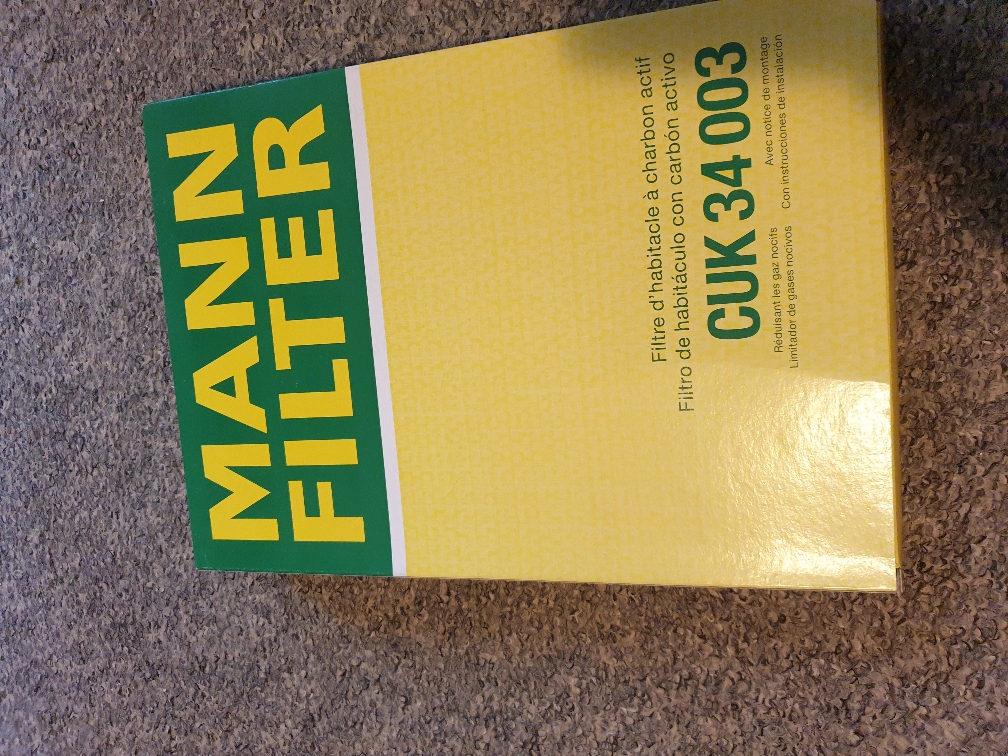 MANN
FILTER
Filtre d'habitacle à charbon actif
Filtro de habitáculo con carbón activo
CUK 34 003
Réduisant les gaz nocifs
Limitador de gases nocivos
Avec notice de montage
Con instrucciones de instalación